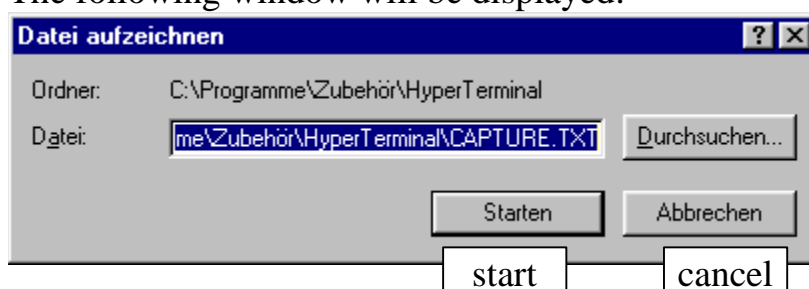 The following window will be displayed:
Datei aufzeichnen
Ordner: C:\Programme\Zubehör\HyperTerminal
Datei: me\Zubehör\HyperTerminal\CAPTURE.TXT Durchsuchen...
Starten Abbrechen
start cancel